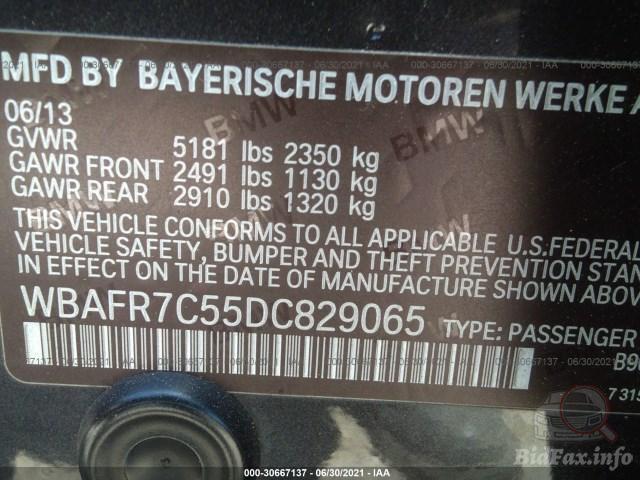 MFD BY BAYERISCHE MOTOREN WERKE A
06/13
GVWR 5181 lbs 2350 kg
GAWR FRONT 2491 lbs 1130 kg
GAWR REAR 2910 lbs 1320 kg
THIS VEHICLE CONFORMS TO ALL APPLICABLE U.S.FEDERAL
VEHICLE SAFETY, BUMPER AND THEFT PREVENTION STAN
IN EFFECT ON THE DATE OF MANUFACTURE SHOWN ABOVE
WBAFR7C55DC829065 TYPE: PASSENGER
7315
000-30667137 - 06/30/2021 - IAA
BidFax.info